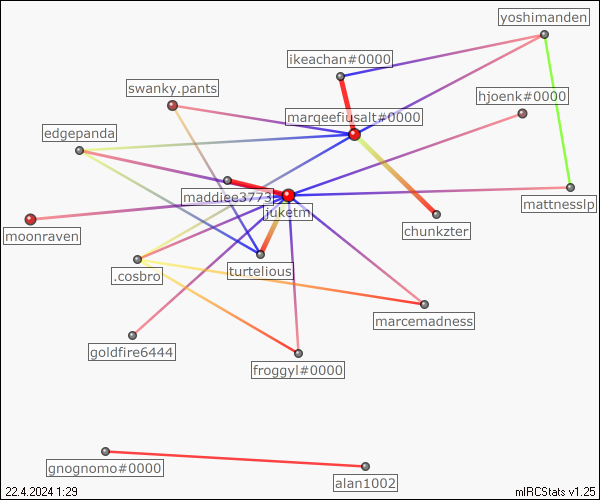 yoshimanden
ikeachan#0000
swanky.pants
hjoenk#0000
marqeefiusalt#0000
edgepanda
maddiee3773
mattnesslp
juketm
chunkzter
moonraven
turtelious
.cosbro
marcemadness
goldfire6444
froggyl#0000
gnognomo#0000
alan1002
22.4.2024 1:29
mIRCStats v1.25